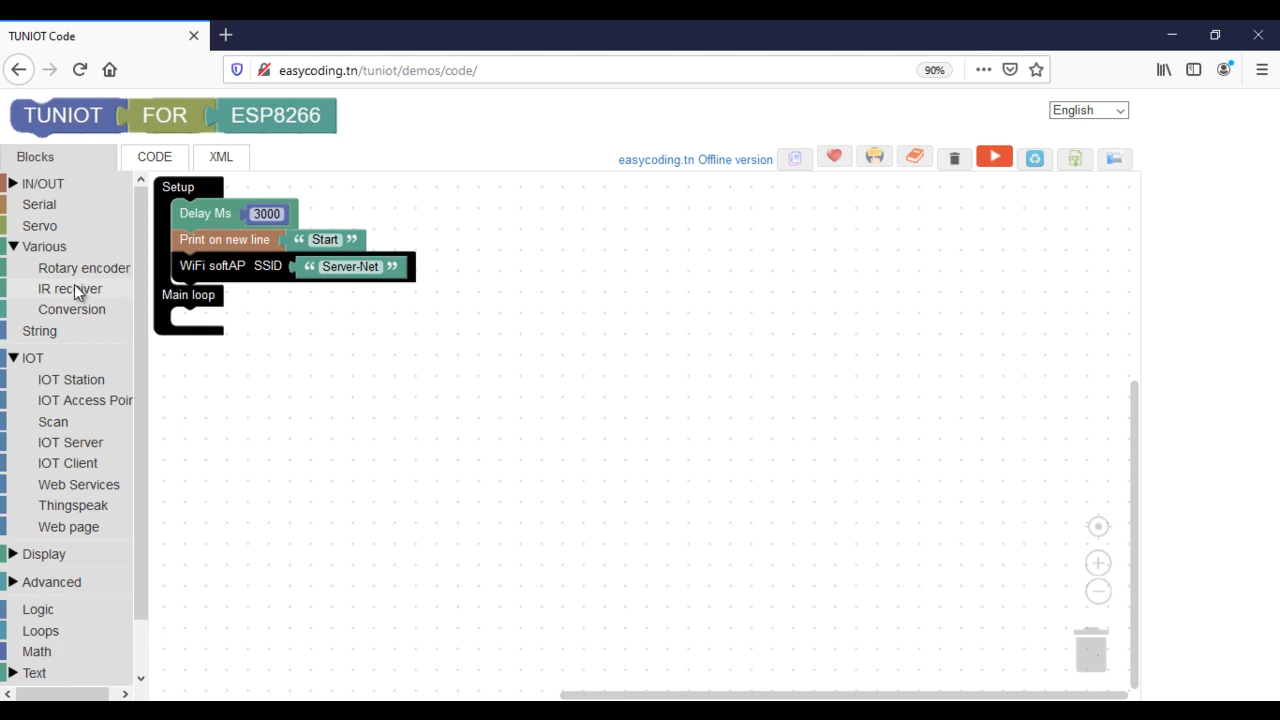 TUNIOT Code
easycoding.tn/tuniot/demos/code/
90%
TUNIOT FOR ESP8266
English
Blocks CODE XML
easycoding.tn Offline version
IN/OUT
Serial
Servo
Various
Rotary encoder
IR receiver
Conversion
String
IOT
IOT Station
IOT Access Poir
Scan
IOT Server
IOT Client
Web Services
Thingspeak
Web page
Display
Advanced
Logic
Loops
Math
Text
Setup
Delay Ms 3000
Print on new line “ Start ”
WiFi softAP SSID “ Server-Net ”
Main loop